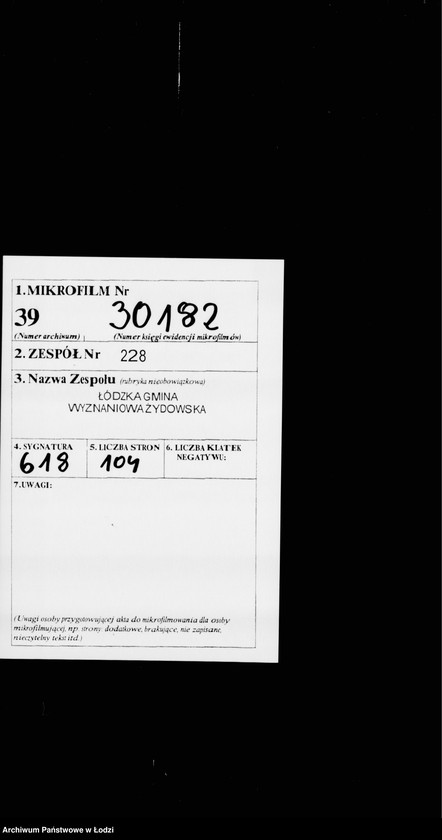 1. MIKROFILM Nr
39 30182
(Numer archiwum) (Numer księgi ewidencji mikrofilmów)
2. ZESPÓŁ Nr 228
3. Nazwa Zespołu (rubryka nieobowiązkowa)
ŁÓDZKA GMINA
WYZNANIOWA ŻYDOWSKA
4. SYGNATURA 5. LICZBA STRON 6. LICZBA KLATEK
NEGATYWU:
618 104
7. UWAGI:
(Uwagi osoby przygotowującej akta do mikrofilmowania dla osoby
mikrofilmującej, np. strony dodatkowe, brakujące, nie zapisane,
nieczytelny tekst itd.)
Archiwum Państwowe w Łodzi